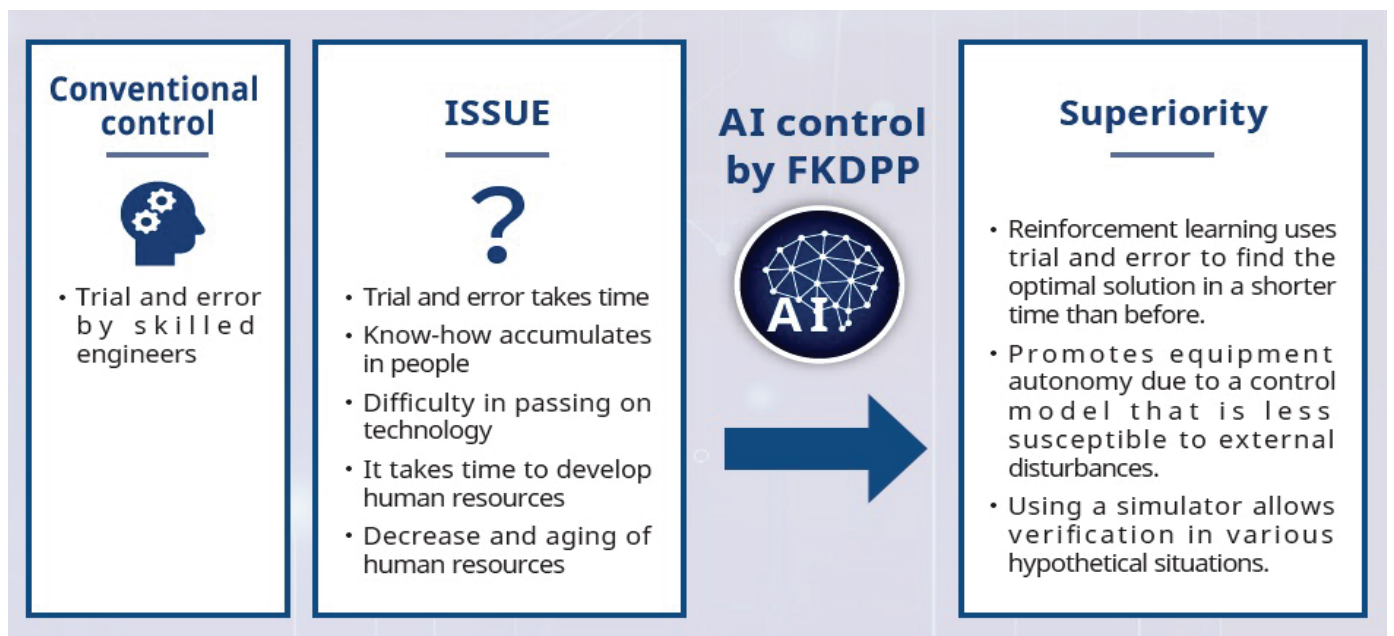 Conventional
control
• Trial and error
by skilled
engineers
ISSUE
?
• Trial and error takes time
• Know-how accumulates
in people
• Difficulty in passing on
technology
• It takes time to develop
human resources
• Decrease and aging of
human resources
AI control
by FKDPP
AI
Superiority
• Reinforcement learning uses
trial and error to find the
optimal solution in a shorter
time than before.
• Promotes equipment
autonomy due to a control
model that is less
susceptible to external
disturbances.
• Using a simulator allows
verification in various
hypothetical situations.